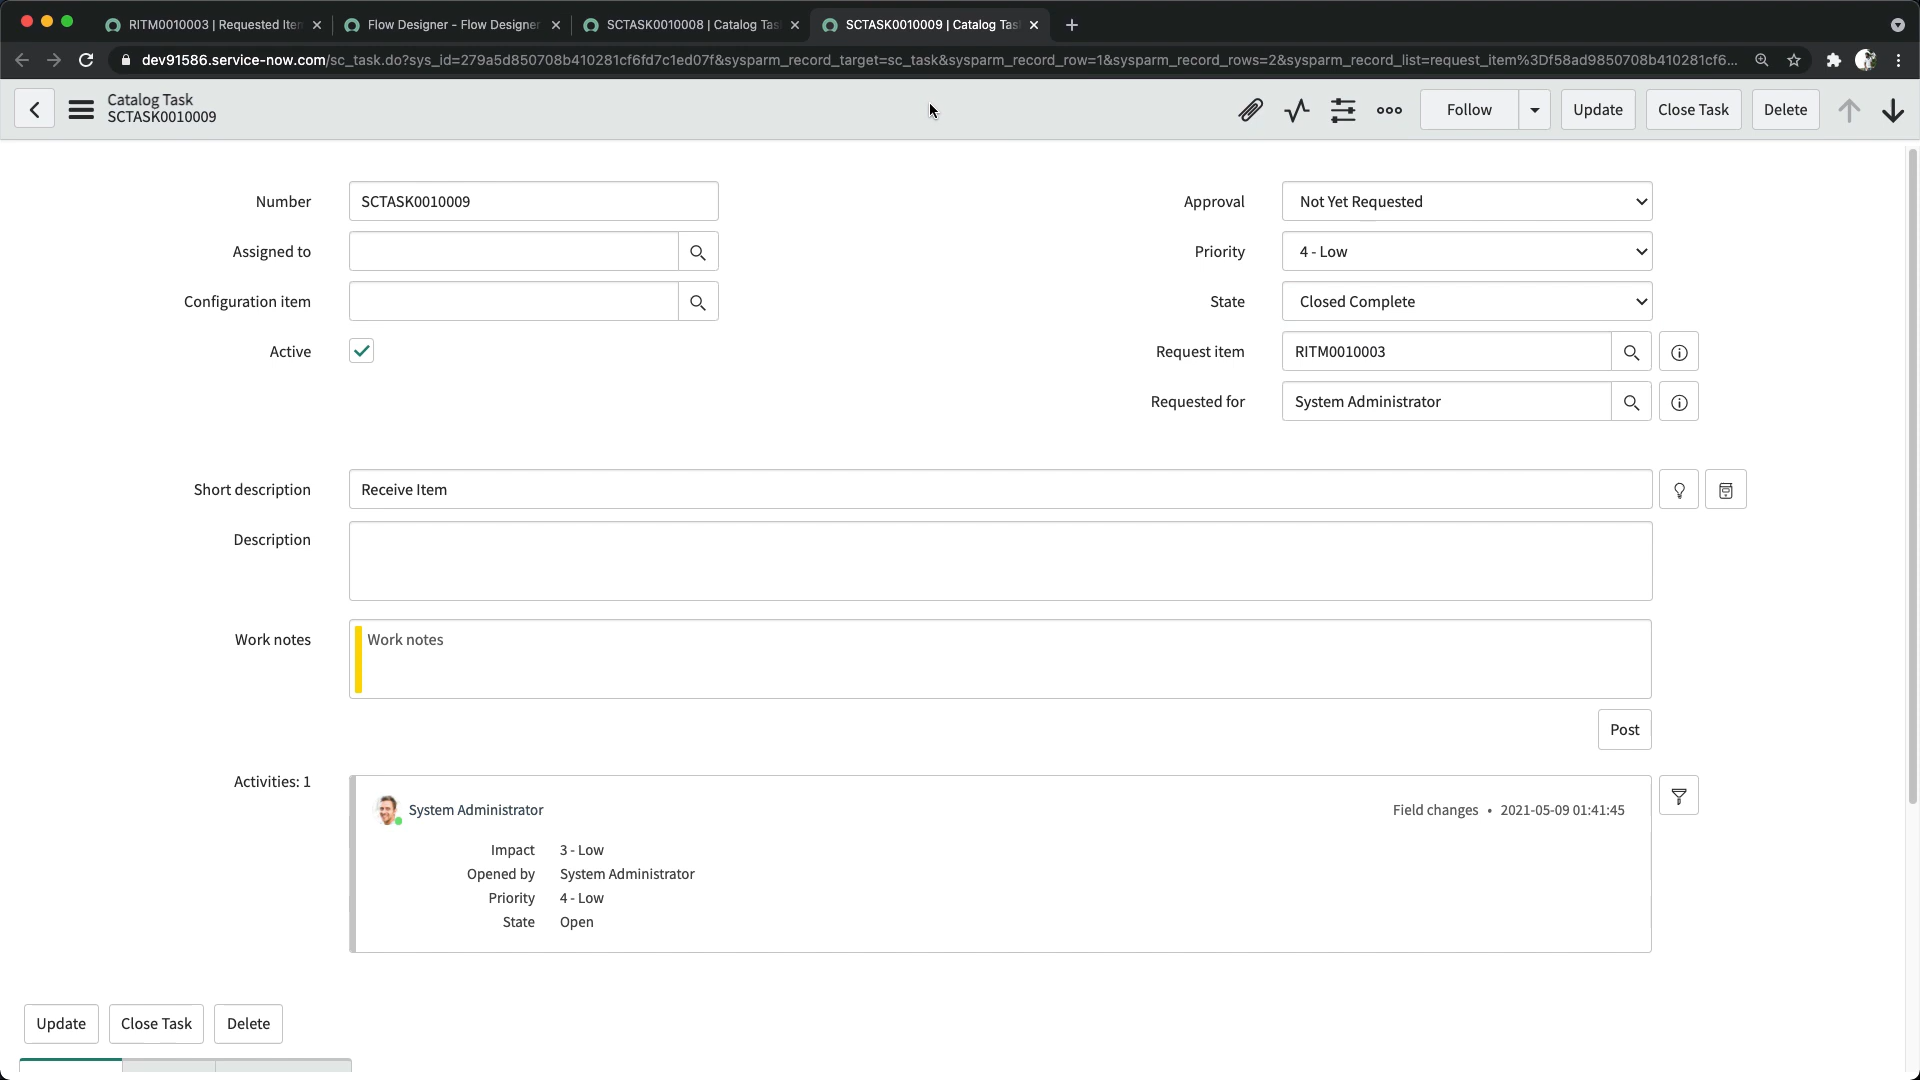 RITM0010003 | Requested Iten
Flow Designer - Flow Designer
SCTASK0010008 | Catalog Tas
SCTASK0010009 | Catalog Tas
dev91586.service-now.com/sc_task.do?sys_id=279a5d850708b410281cf6fd7c1ed07f&sysparm_record_target=sc_task&sysparm_record_row=1&sysparm_record_rows=2&sysparm_record_list=request_item%3Df58ad9850708b410281cf6...
Catalog Task
SCTASK0010009
Follow
Update
Close Task
Delete
Number
SCTASK0010009
Approval
Not Yet Requested
Assigned to
Priority
4 - Low
Configuration item
State
Closed Complete
Active
Request item
RITM0010003
Requested for
System Administrator
Short description
Receive Item
Description
Work notes
Work notes
Post
Activities: 1
System Administrator
Field changes • 2021-05-09 01:41:45
Impact 3 - Low
Opened by System Administrator
Priority 4 - Low
State Open
Update
Close Task
Delete